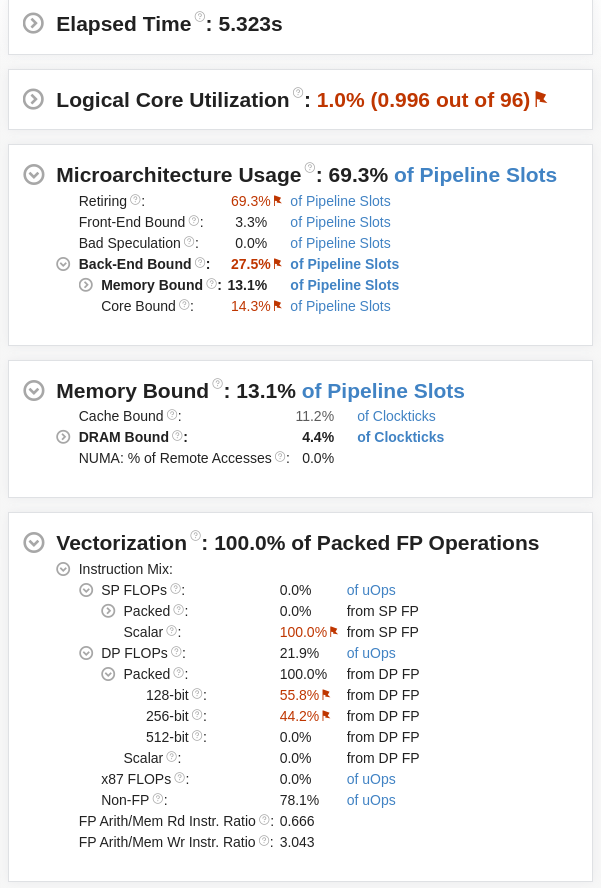 Elapsed Time : 5.323s
Logical Core Utilization : 1.0% (0.996 out of 96)
Microarchitecture Usage : 69.3% of Pipeline Slots
Retiring : 69.3% of Pipeline Slots
Front-End Bound : 3.3% of Pipeline Slots
Bad Speculation : 0.0% of Pipeline Slots
Back-End Bound : 27.5% of Pipeline Slots
Memory Bound : 13.1% of Pipeline Slots
Core Bound : 14.3% of Pipeline Slots
Memory Bound : 13.1% of Pipeline Slots
Cache Bound : 11.2% of Clockticks
DRAM Bound : 4.4% of Clockticks
NUMA: % of Remote Accesses : 0.0%
Vectorization : 100.0% of Packed FP Operations
Instruction Mix:
SP FLOPs : 0.0% of uOps
Packed : 0.0% from SP FP
Scalar : 100.0% from SP FP
DP FLOPs : 21.9% of uOps
Packed : 100.0% from DP FP
128-bit : 55.8% from DP FP
256-bit : 44.2% from DP FP
512-bit : 0.0% from DP FP
Scalar : 0.0% from DP FP
x87 FLOPs : 0.0% of uOps
Non-FP : 78.1% of uOps
FP Arith/Mem Rd Instr. Ratio : 0.666
FP Arith/Mem Wr Instr. Ratio : 3.043